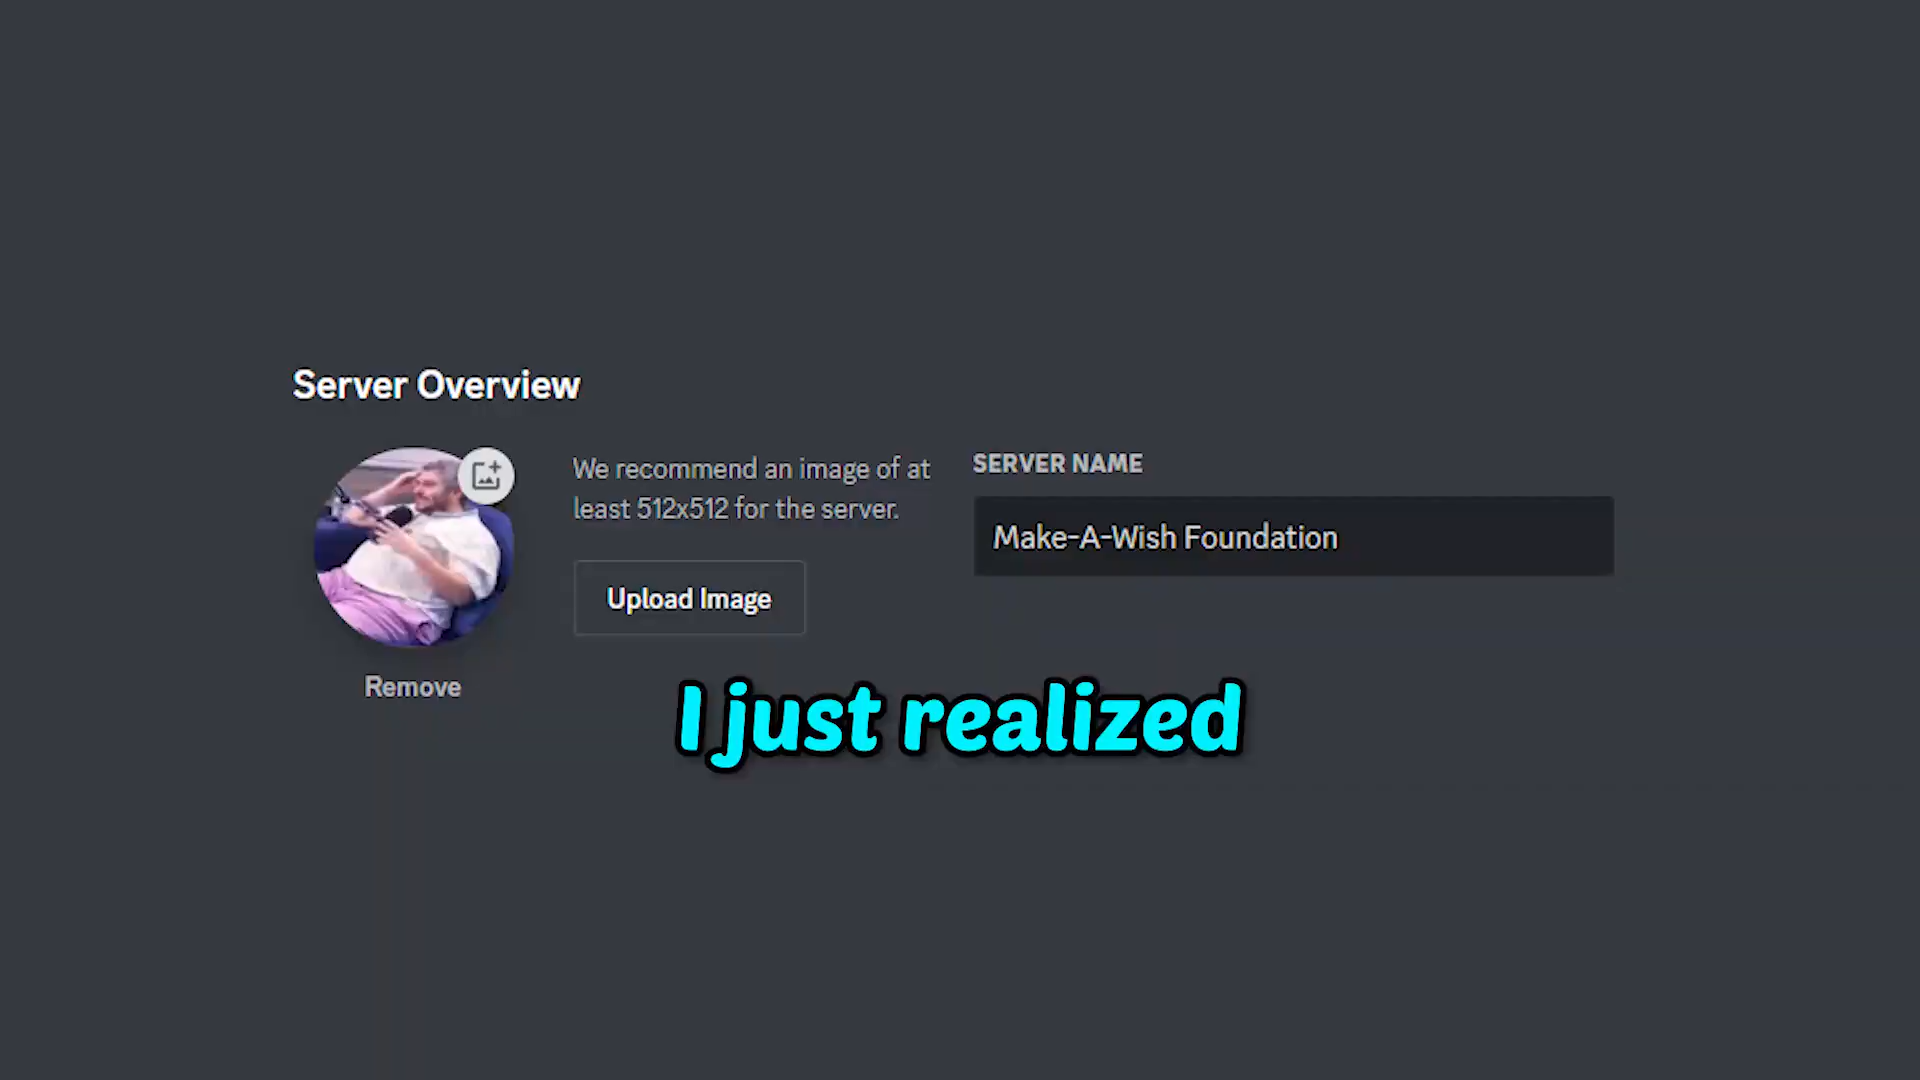 Server Overview
We recommend an image of at
least 512x512 for the server.
Upload Image
Remove
SERVER NAME
Make-A-Wish Foundation
I just realized